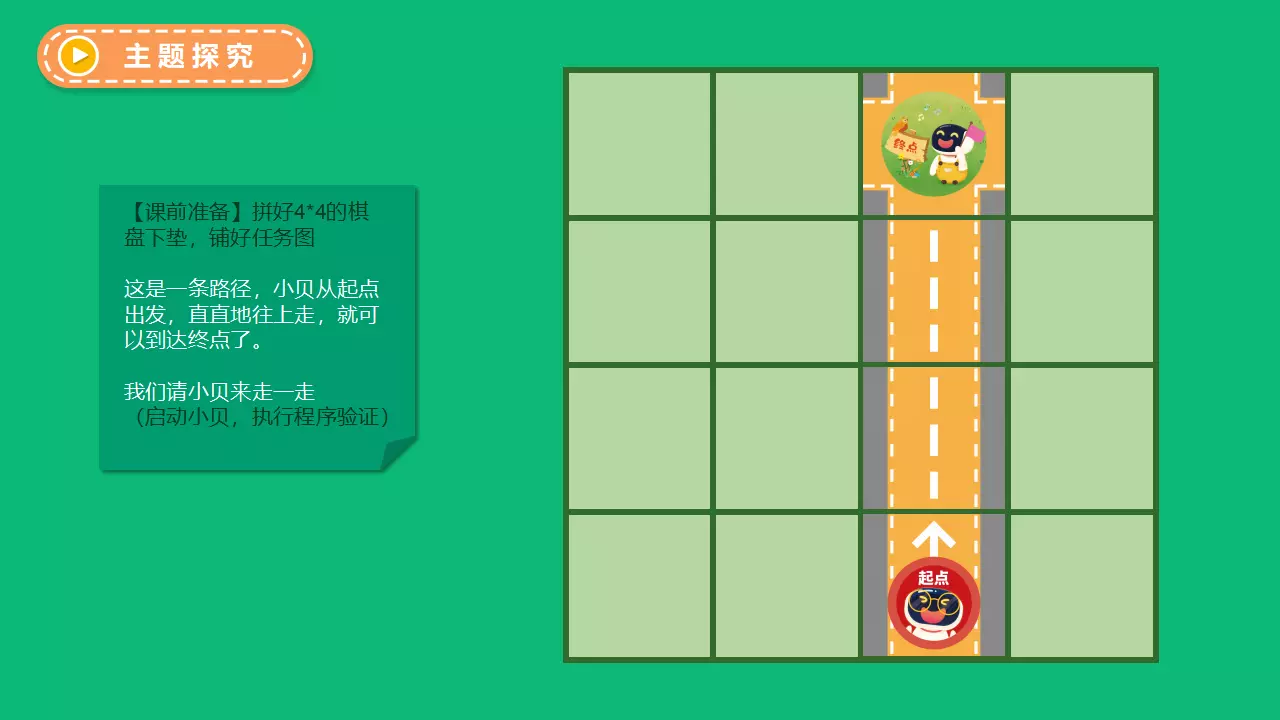 主题探究
【课前准备】拼好4*4的棋
盘下垫，铺好任务图
这是一条路径，小贝从起点
出发，直直地往上走，就可
以到达终点了。
我们请小贝来走一走
（启动小贝，执行程序验证）
终点
起点